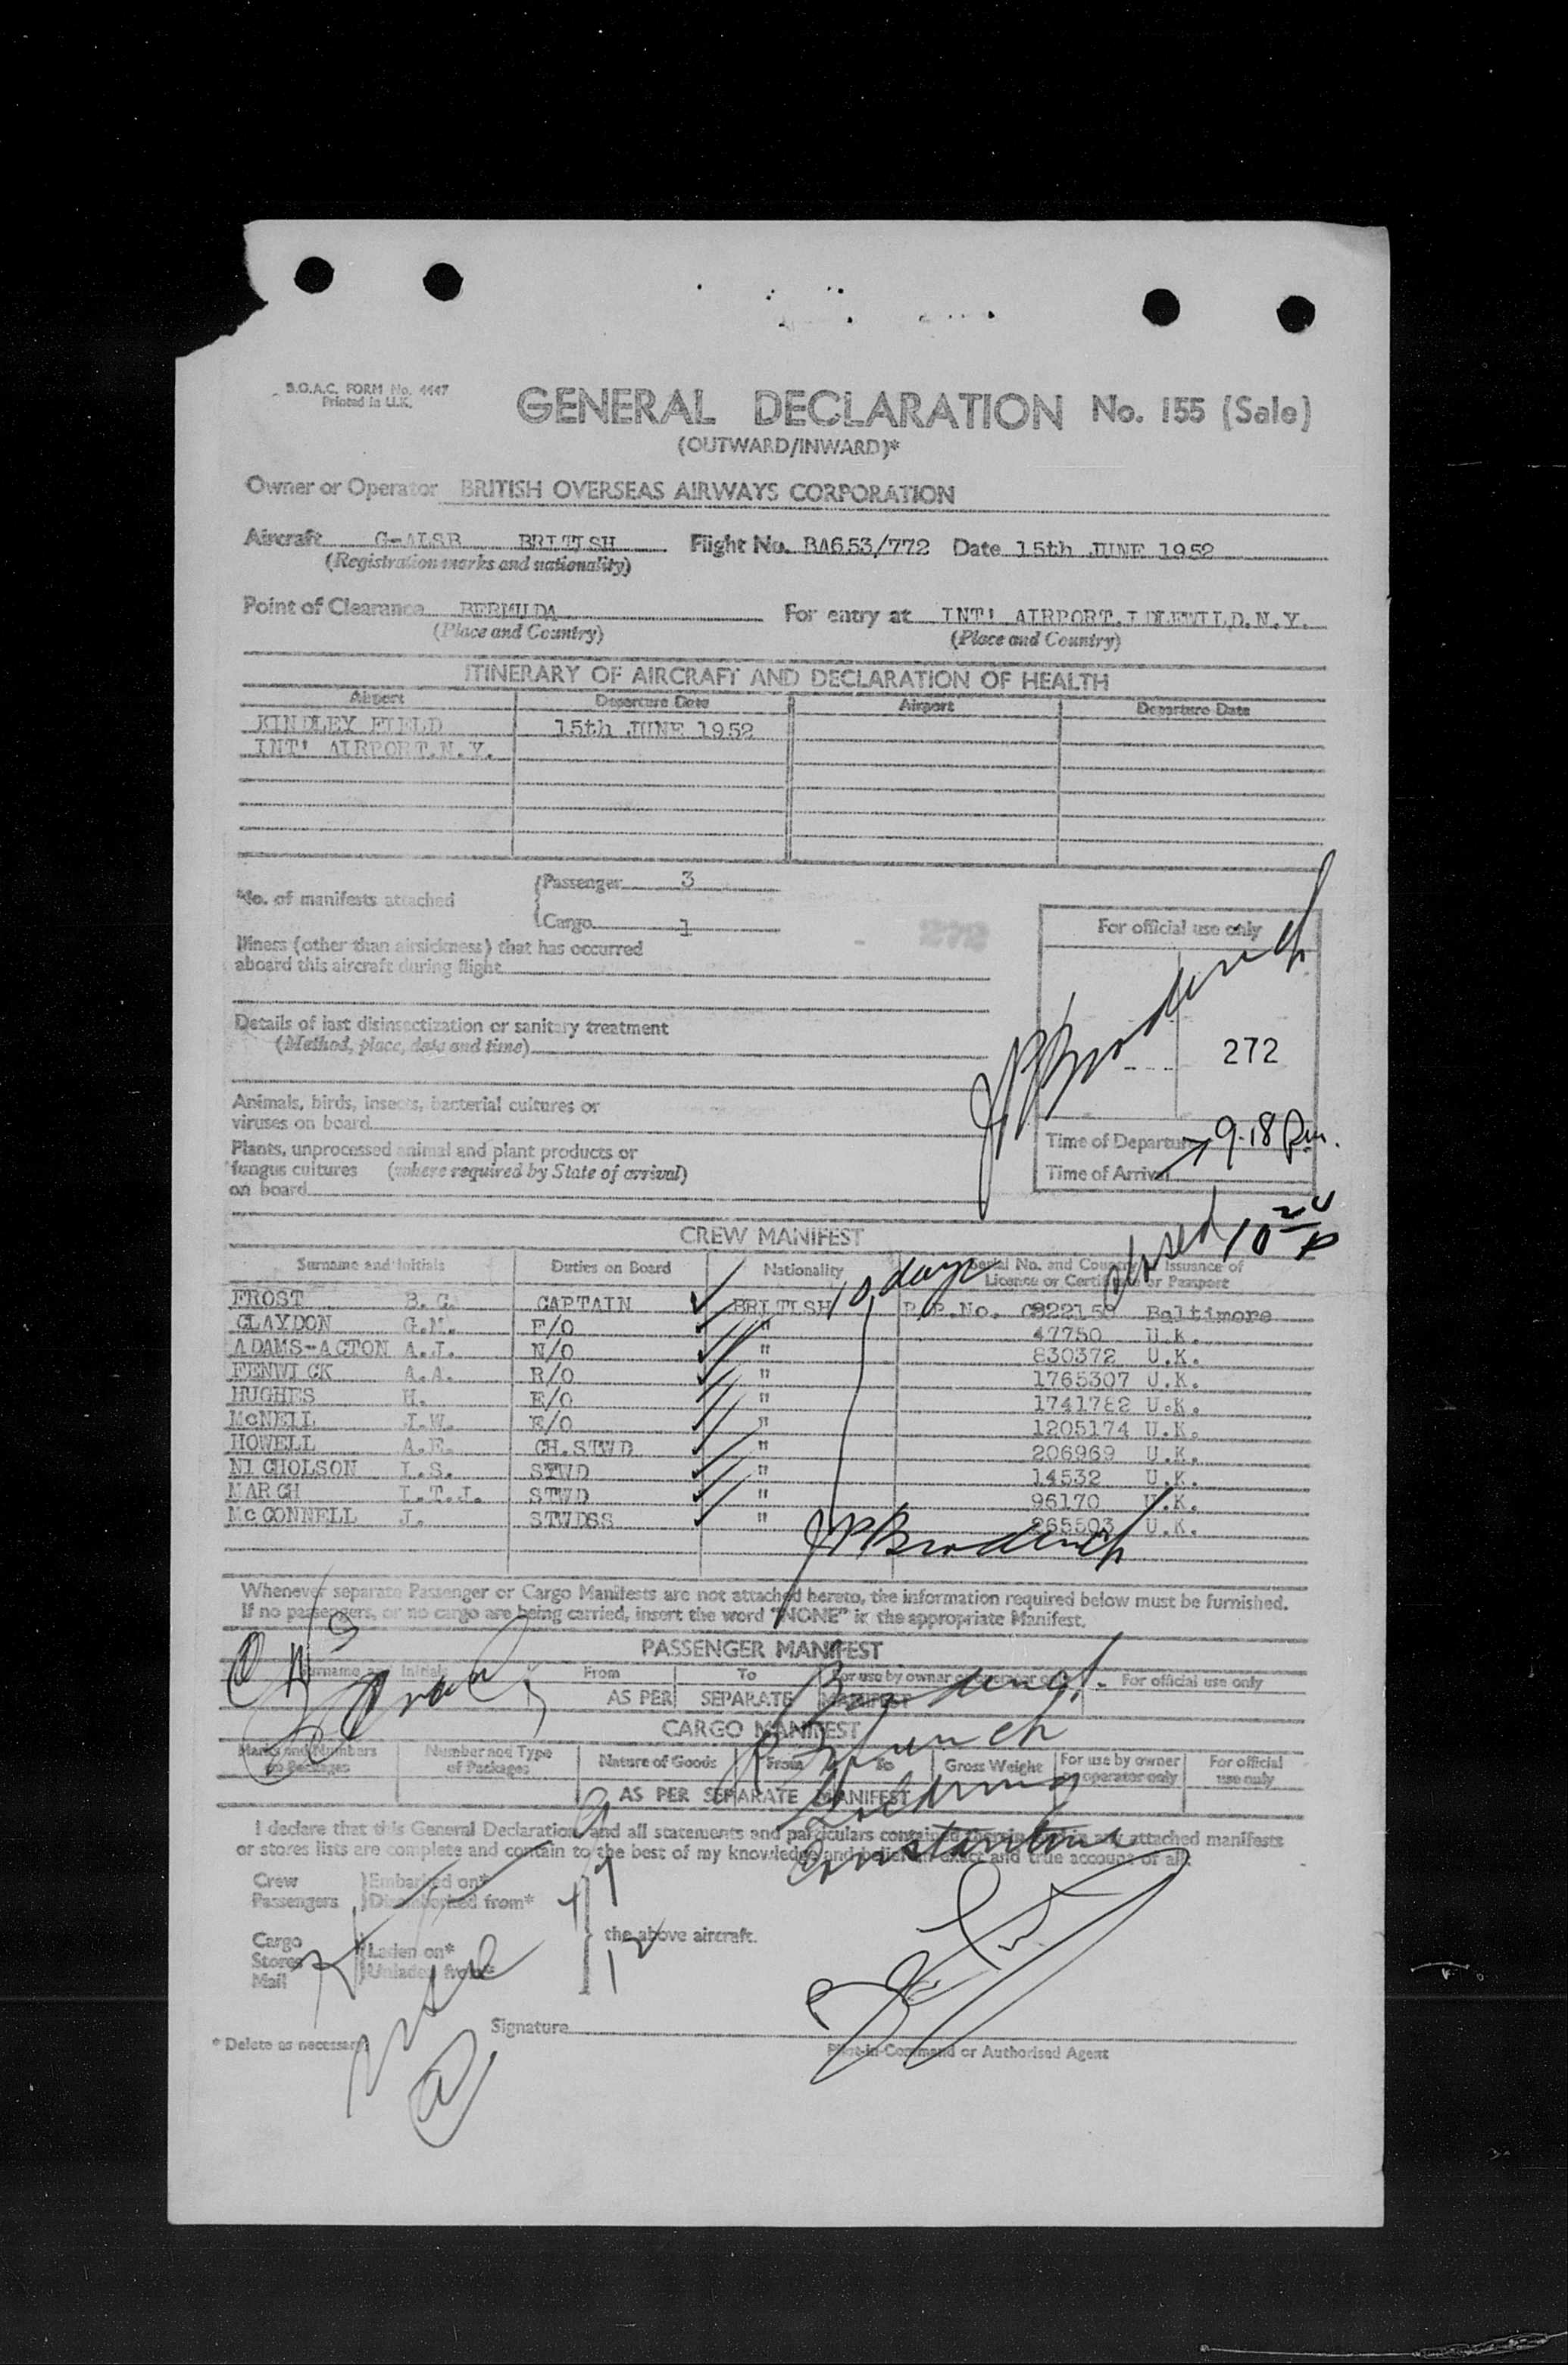 B.O.A.C. FORM No. 4447
Printed in U.K.
GENERAL DECLARATION No. 155 (Sale)
(OUTWARD/INWARD)*
Owner or Operator BRITISH OVERSEAS AIRWAYS CORPORATION
Aircraft G-ALSB BRITISH Flight No. BA653/772 Date 15th JUNE 1952
(Registration marks and nationality)
Point of Clearance BERMUDA For entry at INT' AIRPORT.IDLEWILD.N.Y.
(Place and Country) (Place and Country)
ITINERARY OF AIRCRAFT AND DECLARATION OF HEALTH
Airport Departure Date Airport Departure Date
KINDLEY FIELD 15th JUNE 1952
INT' AIRPORT.N.Y.
*No. of manifests attached
Passenger 3
Cargo 1
272
Illness (other than airsickness) that has occurred
aboard this aircraft during flight
For official use only
Details of last disinsectization or sanitary treatment
(Method, place, date and time)
272
Animals, birds, insects, bacterial cultures or
viruses on board
Plants, unprocessed animal and plant products or
fungus cultures (where required by State of arrival)
on board
Time of Departure 9.18 Pm.
Time of Arrival
CREW MANIFEST
Surname and Initials Duties on Board Nationality Serial No. and Country of Issuance of
Licence or Certificate or Passport
10 days
FROST B.G. CAPTAIN BRITISH P.P.No. Baltimore
CLAYDON G.M. F/O " 47750 U.K.
ADAMS-ACTON A.J. N/O " 830372 U.K.
FENWICK A.A. R/O " 1765307 U.K.
HUGHES H. E/O " 1741782 U.K.
McNEILL I.W. E/O " 1205174 U.K.
HOWELL A.E. CH.STWD " 206969 U.K.
NICHOLSON I.S. STWD " 14532 U.K.
MARCH I.T.J. STWD " 96170 U.K.
McCONNELL J. STWDSS " 265503 U.K.
Whenever separate Passenger or Cargo Manifests are not attached hereto, the information required below must be furnished.
If no passengers, or no cargo are being carried, insert the word "NONE" in the appropriate Manifest.
PASSENGER MANIFEST
Surname and Initials From To For use by owner or operator only For official use only
AS PER SEPARATE MANIFEST
CARGO MANIFEST
Marks and Numbers on Packages Number and Type of Packages Nature of Goods From To Gross Weight For use by owner or operator only For official use only
AS PER SEPARATE MANIFEST
I declare that this General Declaration and all statements and particulars contained therein and in any attached manifests
or stores lists are complete and contain to the best of my knowledge and belief an exact and true account of all
Crew Embarked on*
Passengers Disembarked from*
the above aircraft.
Cargo
Stores
Mail
Laden on*
Unladen from*
Signature
* Delete as necessary
Pilot-in-Command or Authorised Agent